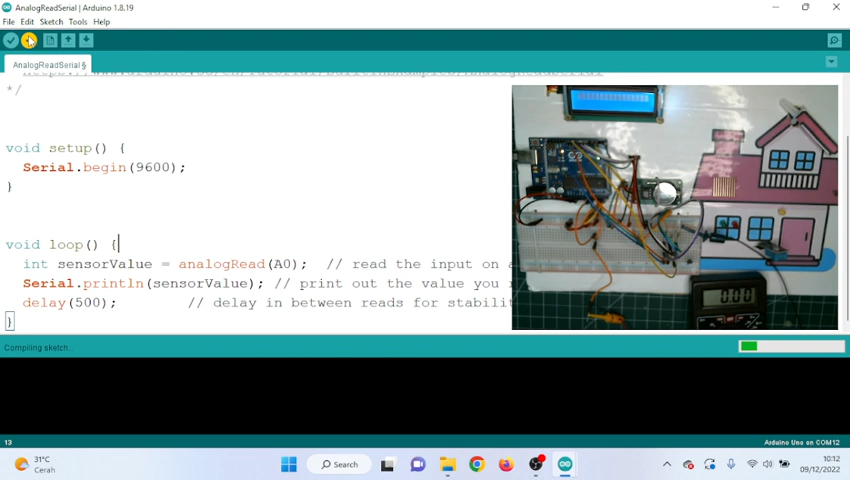 AnalogReadSerial | Arduino 1.8.19
File Edit Sketch Tools Help
AnalogReadSerial §
*/
void setup() {
Serial.begin(9600);
}
void loop() {
int sensorValue = analogRead(A0); // read the input on a
Serial.println(sensorValue); // print out the value you r
delay(500); // delay in between reads for stabilit
}
Compiling sketch...
13
Arduino Uno on COM12
31°C
Cerah
Search
10:12
09/12/2022
000